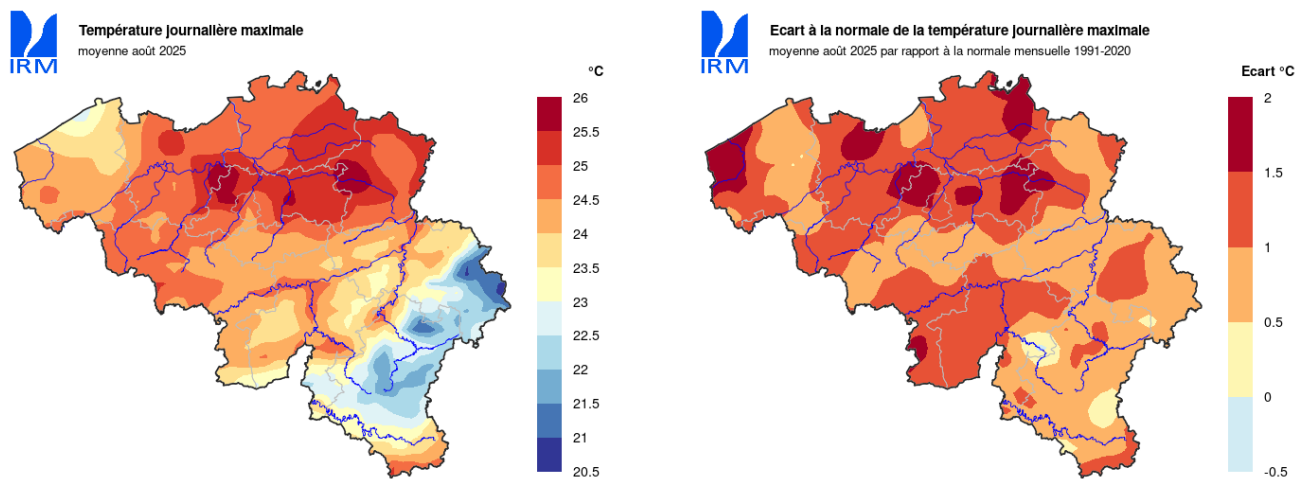 IRM
Température journalière maximale
moyenne août 2025
°C
26
25.5
25
24.5
24
23.5
23
22.5
22
21.5
21
20.5
IRM
Ecart à la normale de la température journalière maximale
moyenne août 2025 par rapport à la normale mensuelle 1991-2020
Ecart °C
2
1.5
1
0.5
0
-0.5